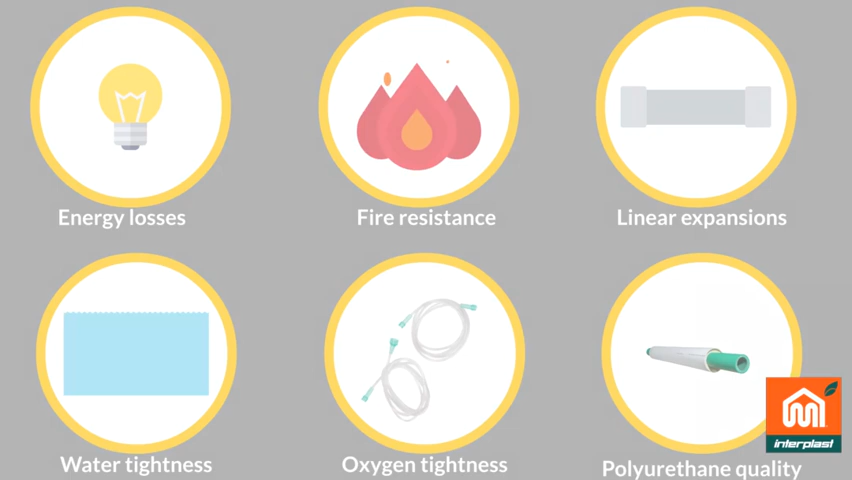 Energy losses
Fire resistance
Linear expansions
Water tightness
Oxygen tightness
Polyurethane quality
interplast